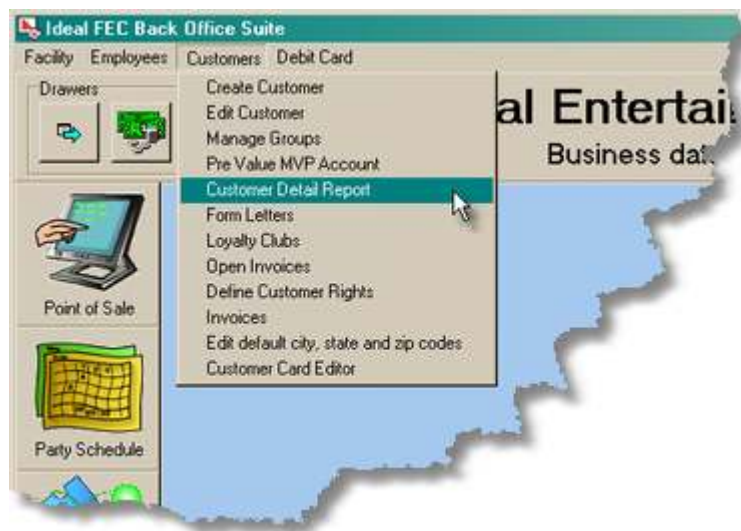 Ideal FEC Back Office Suite
Facility Employees Customers Debit Card
Drawers
Create Customer
Edit Customer
Manage Groups
Pre Value MVP Account
Customer Detail Report
Form Letters
Loyalty Clubs
Open Invoices
Define Customer Rights
Invoices
Edit default city, state and zip codes
Customer Card Editor
al Entertai
Business dat
Point of Sale
Party Schedule